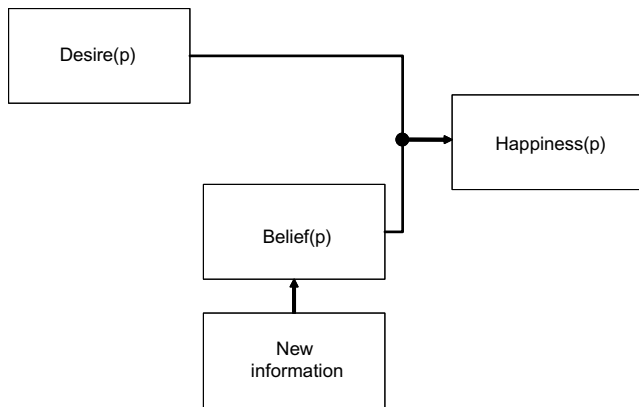 Desire(p)
Happiness(p)
Belief(p)
New
information